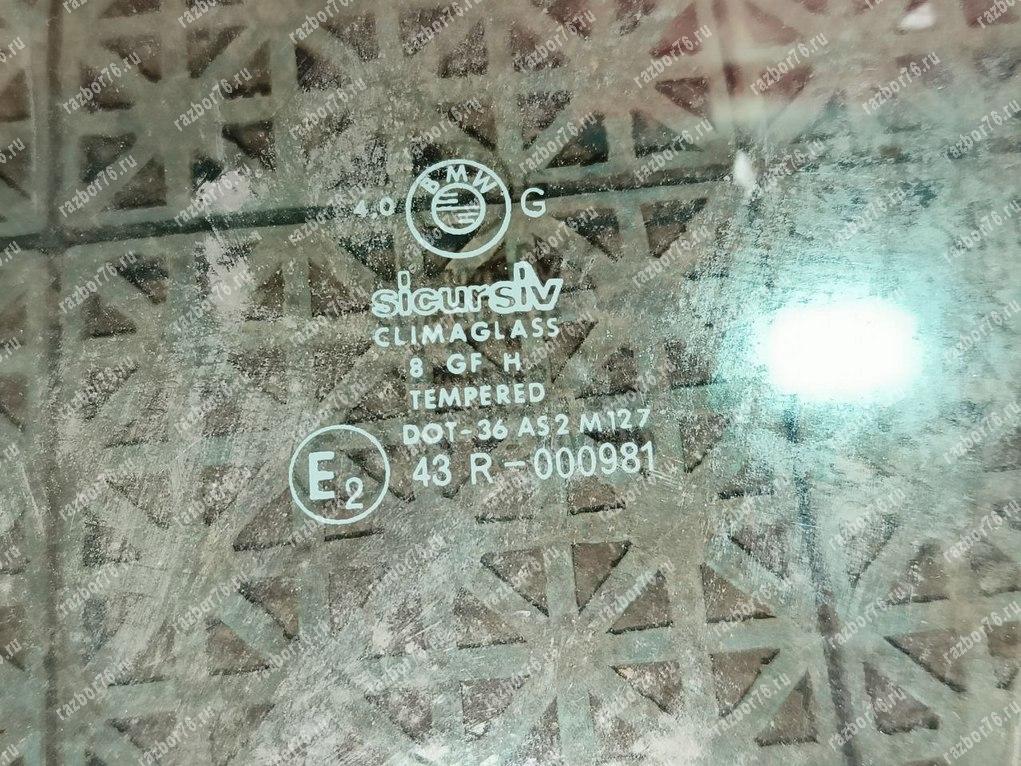 BMW
4.0 G
sicursiv
CLIMAGLASS
8 GF H
TEMPERED
DOT-36 AS2 M127
E2 43 R-000981
razbor76.ru